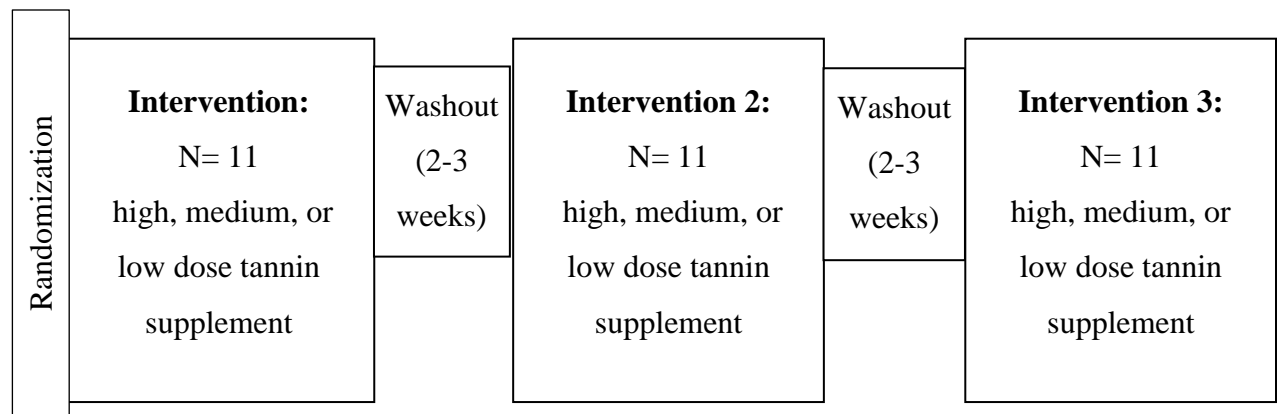 Randomization
Intervention:
N= 11
high, medium, or
low dose tannin
supplement
Washout
(2-3
weeks)
Intervention 2:
N= 11
high, medium, or
low dose tannin
supplement
Washout
(2-3
weeks)
Intervention 3:
N= 11
high, medium, or
low dose tannin
supplement